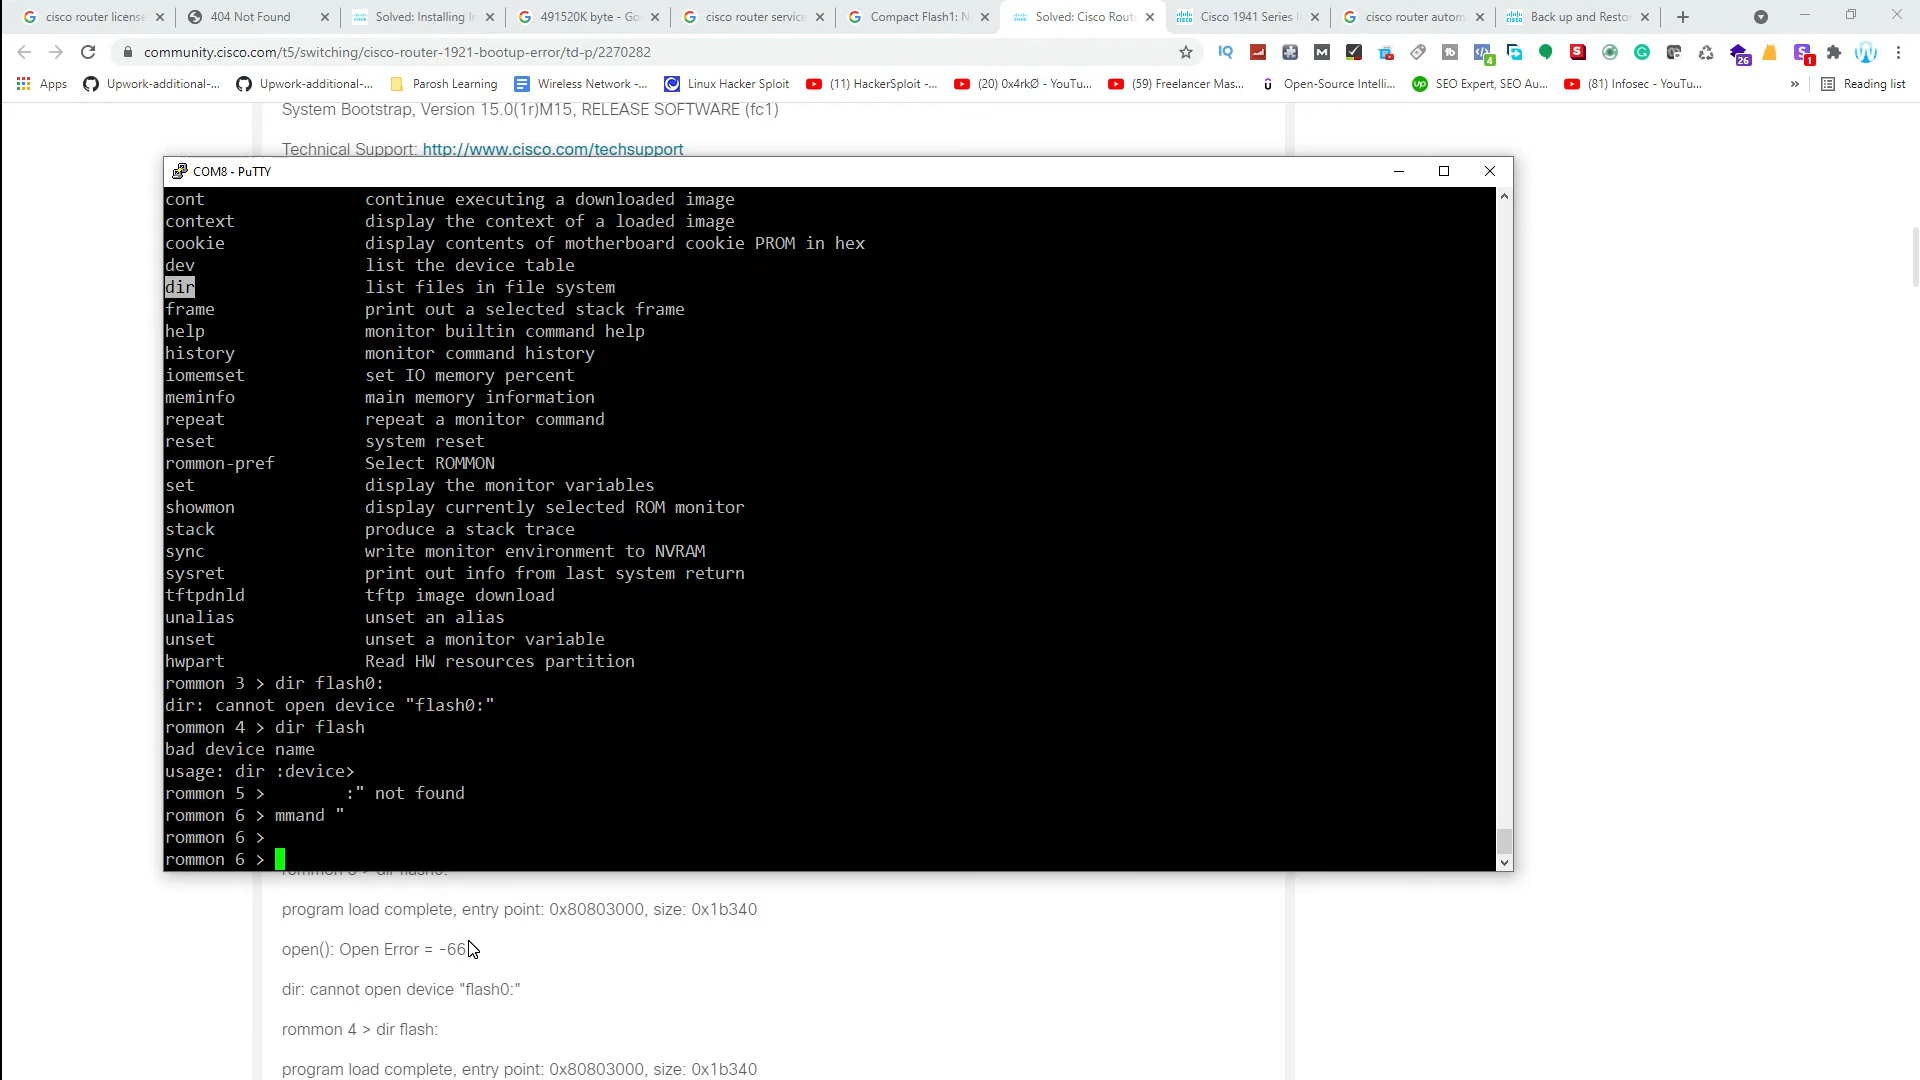 cisco router license
404 Not Found
Solved: Installing I
491520K byte - Go
cisco router service
Compact Flash1: N
Solved: Cisco Rout
Cisco 1941 Series I
cisco router autom
Back up and Resto
community.cisco.com/t5/switching/cisco-router-1921-bootup-error/td-p/2270282
Apps
Upwork-additional-...
Upwork-additional-...
Parosh Learning
Wireless Network -...
Linux Hacker Sploit
(11) HackerSploit -...
(20) 0x4rkØ - YouTu...
(59) Freelancer Mas...
Open-Source Intelli...
SEO Expert, SEO Au...
(81) Infosec - YouTu...
»
Reading list
System Bootstrap, Version 15.0(1r)M15, RELEASE SOFTWARE (fc1)
Technical Support: http://www.cisco.com/techsupport
COM8 - PuTTY
cont continue executing a downloaded image
context display the context of a loaded image
cookie display contents of motherboard cookie PROM in hex
dev list the device table
dir list files in file system
frame print out a selected stack frame
help monitor builtin command help
history monitor command history
iomemset set IO memory percent
meminfo main memory information
repeat repeat a monitor command
reset system reset
rommon-pref Select ROMMON
set display the monitor variables
showmon display currently selected ROM monitor
stack produce a stack trace
sync write monitor environment to NVRAM
sysret print out info from last system return
tftpdnld tftp image download
unalias unset an alias
unset unset a monitor variable
hwpart Read HW resources partition
rommon 3 > dir flash0:
dir: cannot open device "flash0:"
rommon 4 > dir flash
bad device name
usage: dir :device>
rommon 5 > :" not found
rommon 6 > mmand "
rommon 6 >
rommon 6 >
program load complete, entry point: 0x80803000, size: 0x1b340
open(): Open Error = -66
dir: cannot open device "flash0:"
rommon 4 > dir flash:
program load complete, entry point: 0x80803000, size: 0x1b340